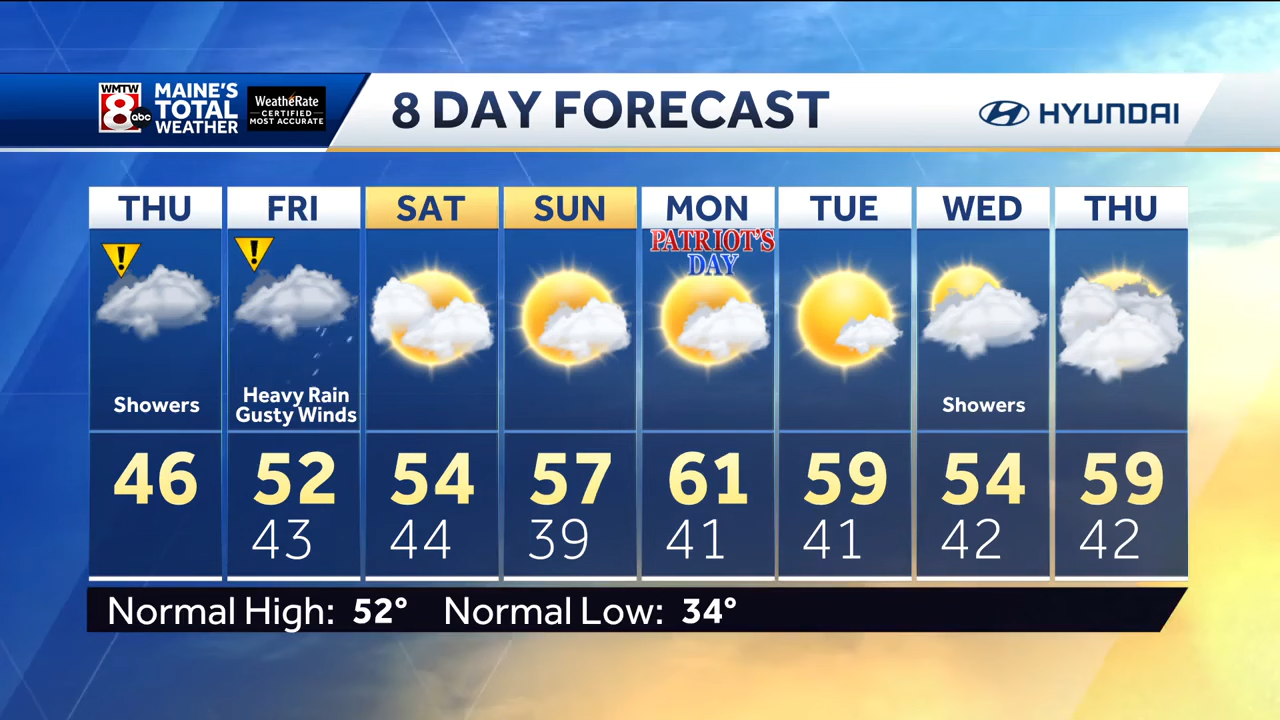 WMTW
8
abc
MAINE'S
TOTAL
WEATHER
WeatheRate
CERTIFIED
MOST ACCURATE
8 DAY FORECAST
HYUNDAI
THU FRI SAT SUN MON TUE WED THU
! !
PATRIOT'S
DAY
Showers
Heavy Rain
Gusty Winds
Showers
46 52 54 57 61 59 54 59
43 44 39 41 41 42 42
Normal High: 52° Normal Low: 34°